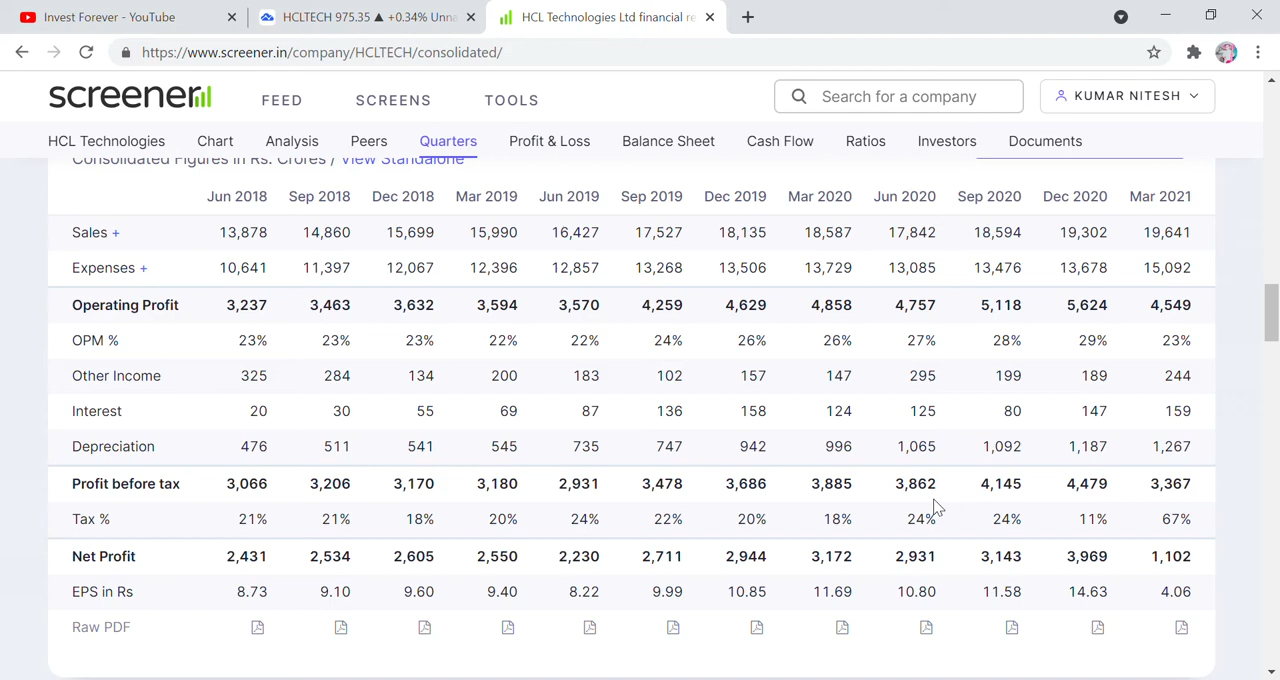 Invest Forever - YouTube
HCLTECH 975.35 ▲ +0.34% Unna
HCL Technologies Ltd financial re
https://www.screener.in/company/HCLTECH/consolidated/
screener
FEED SCREENS TOOLS
Search for a company
KUMAR NITESH
HCL Technologies Chart Analysis Peers Quarters Profit & Loss Balance Sheet Cash Flow Ratios Investors Documents
Consolidated Figures in Rs. Crores / View Standalone
Jun 2018 Sep 2018 Dec 2018 Mar 2019 Jun 2019 Sep 2019 Dec 2019 Mar 2020 Jun 2020 Sep 2020 Dec 2020 Mar 2021
Sales + 13,878 14,860 15,699 15,990 16,427 17,527 18,135 18,587 17,842 18,594 19,302 19,641
Expenses + 10,641 11,397 12,067 12,396 12,857 13,268 13,506 13,729 13,085 13,476 13,678 15,092
Operating Profit 3,237 3,463 3,632 3,594 3,570 4,259 4,629 4,858 4,757 5,118 5,624 4,549
OPM % 23% 23% 23% 22% 22% 24% 26% 26% 27% 28% 29% 23%
Other Income 325 284 134 200 183 102 157 147 295 199 189 244
Interest 20 30 55 69 87 136 158 124 125 80 147 159
Depreciation 476 511 541 545 735 747 942 996 1,065 1,092 1,187 1,267
Profit before tax 3,066 3,206 3,170 3,180 2,931 3,478 3,686 3,885 3,862 4,145 4,479 3,367
Tax % 21% 21% 18% 20% 24% 22% 20% 18% 24% 24% 11% 67%
Net Profit 2,431 2,534 2,605 2,550 2,230 2,711 2,944 3,172 2,931 3,143 3,969 1,102
EPS in Rs 8.73 9.10 9.60 9.40 8.22 9.99 10.85 11.69 10.80 11.58 14.63 4.06
Raw PDF